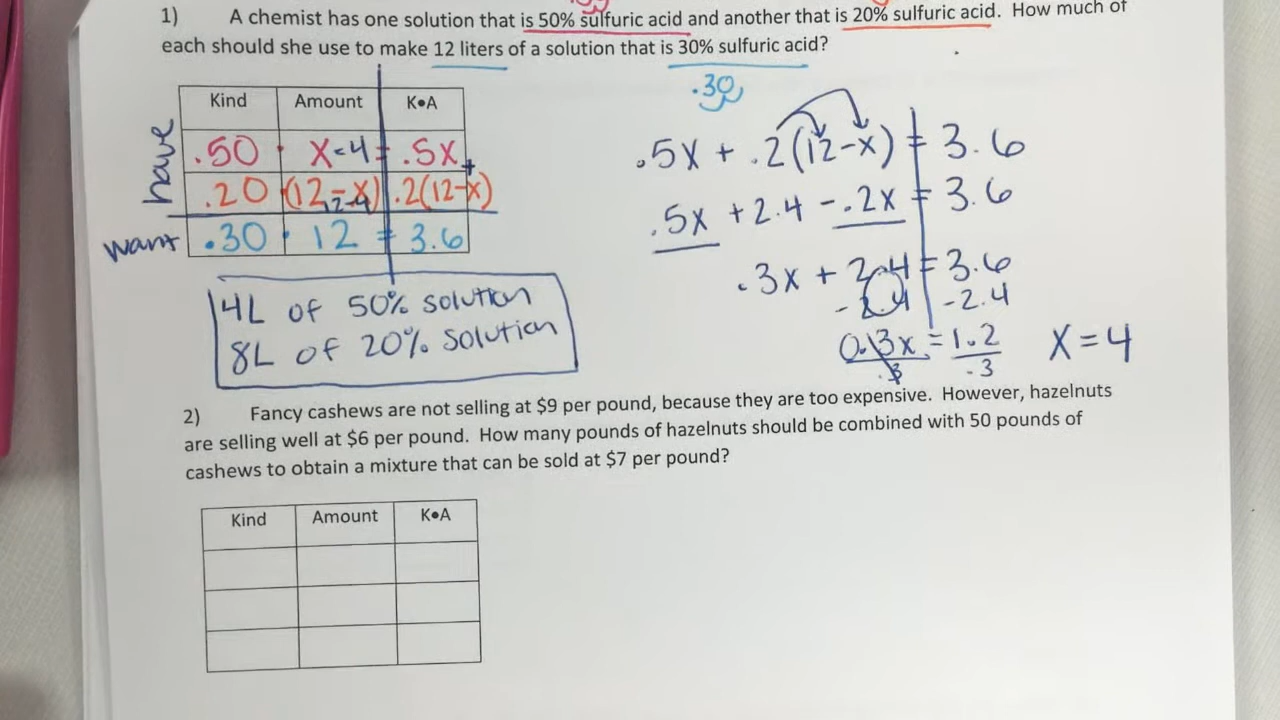 1) A chemist has one solution that is 50% sulfuric acid and another that is 20% sulfuric acid. How much of
each should she use to make 12 liters of a solution that is 30% sulfuric acid?
.30
Kind Amount K•A
have
.50 · x=4 = .5x +
.20 (12-x) .2(12-x)
12-4
want .30 · 12 = 3.6
.5x + .2(12-x) = 3.6
.5x + 2.4 - .2x = 3.6
.3x + 2.4 = 3.6
-2.4 -2.4
0.3x = 1.2
.3 .3
x = 4
4L of 50% solution
8L of 20% solution
2) Fancy cashews are not selling at $9 per pound, because they are too expensive. However, hazelnuts
are selling well at $6 per pound. How many pounds of hazelnuts should be combined with 50 pounds of
cashews to obtain a mixture that can be sold at $7 per pound?
Kind Amount K•A